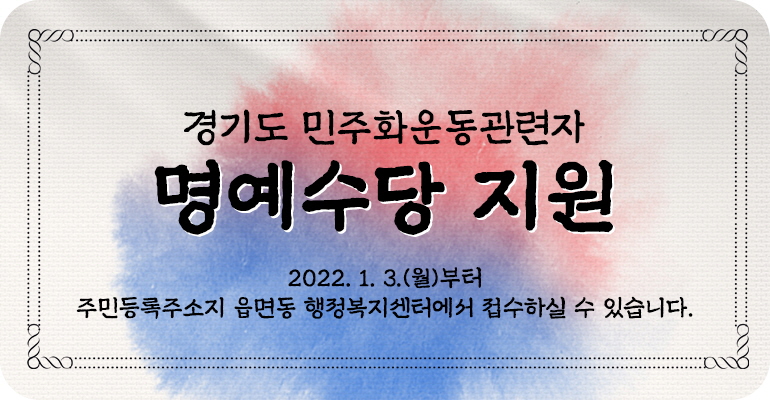 경기도 민주화운동관련자
명예수당 지원
2022. 1. 3.(월)부터
주민등록주소지 읍면동 행정복지센터에서 접수하실 수 있습니다.